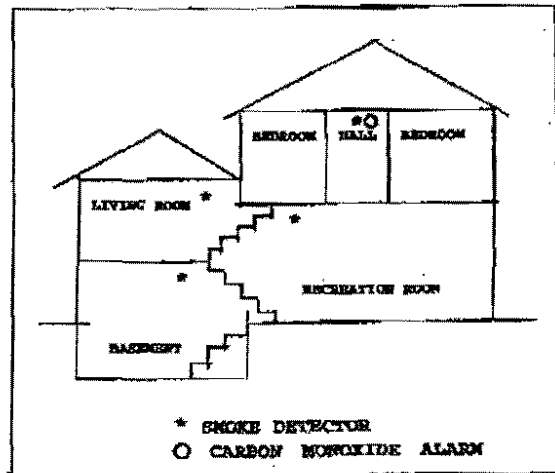 BEDROOM HALL BEDROOM
* O
LIVING ROOM *
*
*
RECREATION ROOM
BASEMENT
* SMOKE DETECTOR
O CARBON MONOXIDE ALARM